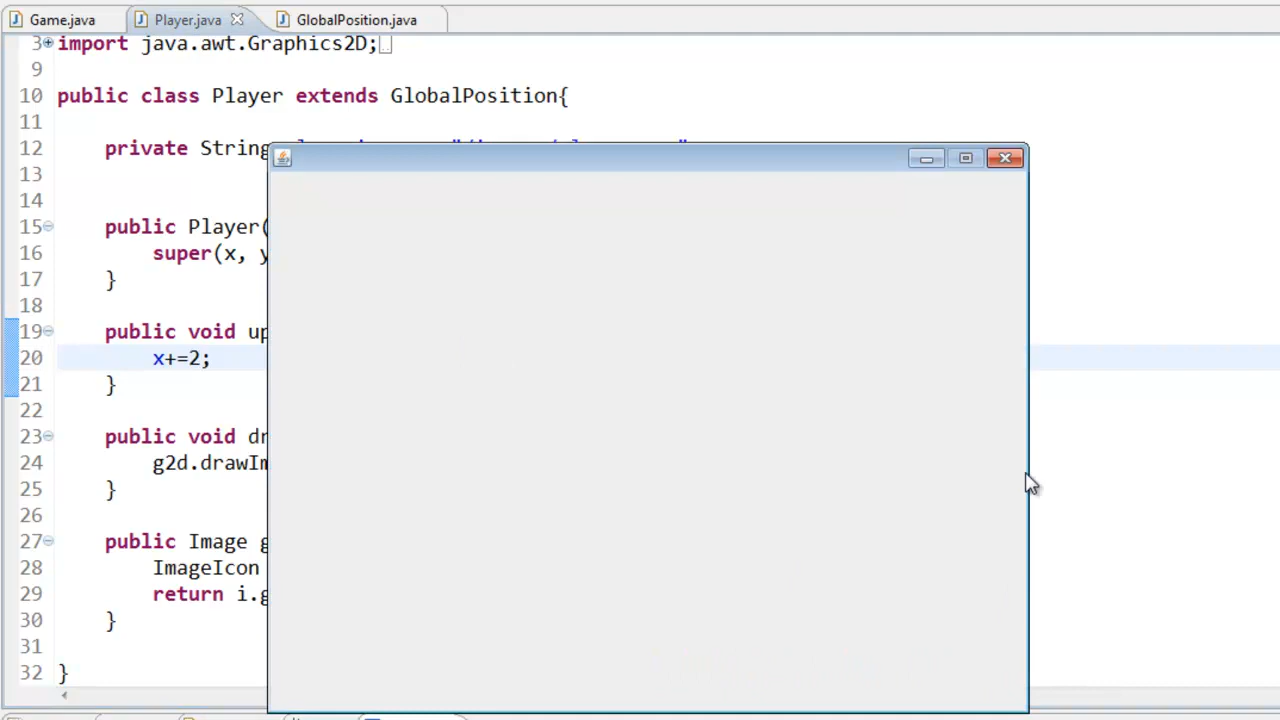 Game.java Player.java GlobalPosition.java
3 import java.awt.Graphics2D;
9
10 public class Player extends GlobalPosition{
11
12 private String
13
14
15 public Player(
16 super(x, y
17 }
18
19 public void up
20 x+=2;
21 }
22
23 public void dr
24 g2d.drawIm
25 }
26
27 public Image g
28 ImageIcon
29 return i.g
30 }
31
32 }